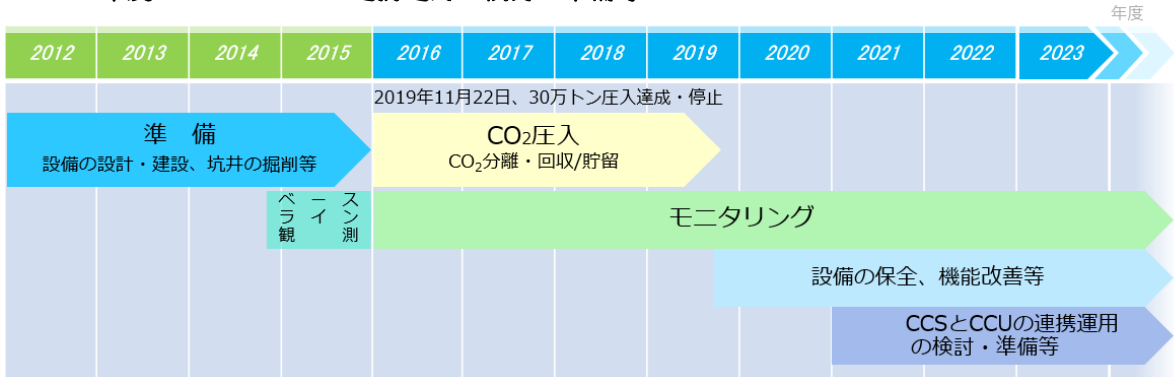 年度
2012 2013 2014 2015 2016 2017 2018 2019 2020 2021 2022 2023
2019年11月22日、30万トン圧入達成・停止
準 備
設備の設計・建設、坑井の掘削等
CO₂圧入
CO₂分離・回収/貯留
ベースライン観測
モニタリング
設備の保全、機能改善等
CCSとCCUの連携運用
の検討・準備等